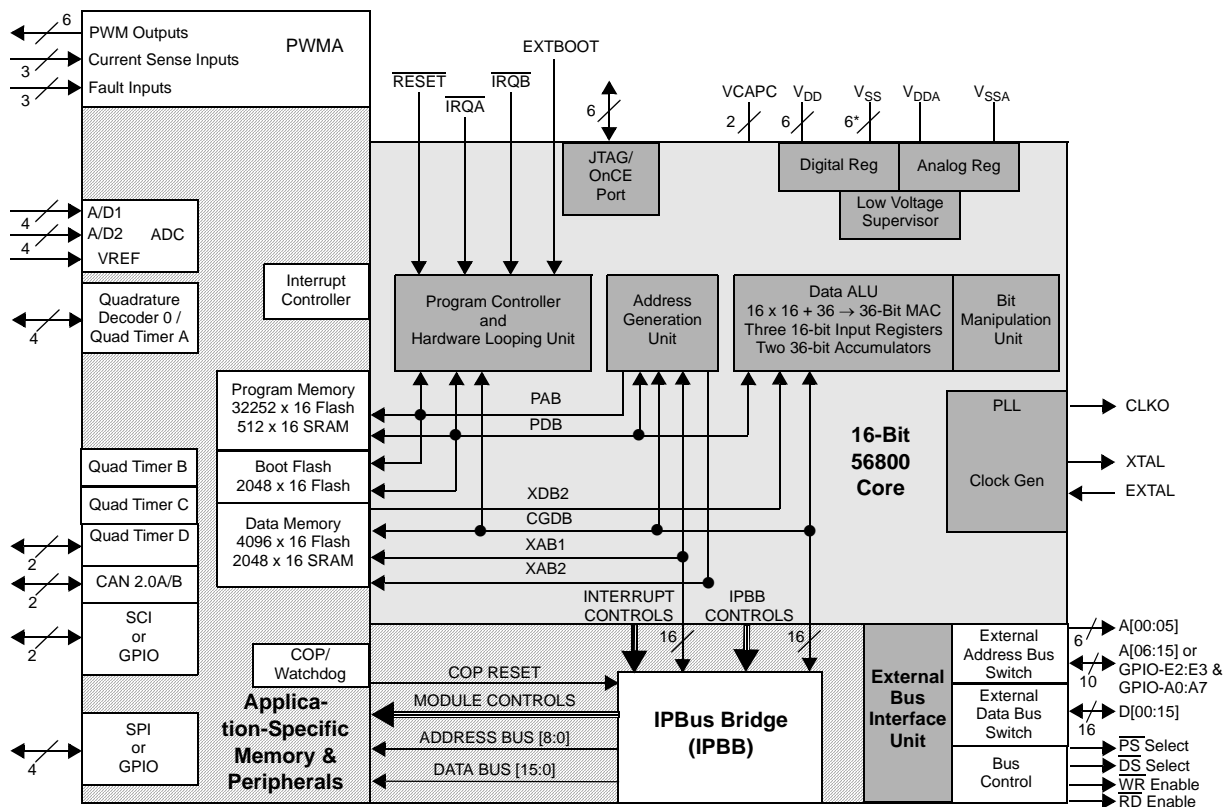 6
PWM Outputs
Current Sense Inputs
3
Fault Inputs
3
PWMA
RESET
IRQA
IRQB
EXTBOOT
6
JTAG/
OnCE
Port
VCAPC
VDD
VSS
VDDA
VSSA
2
6
6*
Digital Reg
Analog Reg
Low Voltage
Supervisor
A/D1
4
A/D2
4
ADC
VREF
Interrupt
Controller
Quadrature
Decoder 0 /
Quad Timer A
4
Program Controller
and
Hardware Looping Unit
Address
Generation
Unit
Data ALU
16 x 16 + 36 → 36-Bit MAC
Three 16-bit Input Registers
Two 36-bit Accumulators
Bit
Manipulation
Unit
Program Memory
32252 x 16 Flash
512 x 16 SRAM
PAB
PDB
Boot Flash
2048 x 16 Flash
XDB2
CGDB
Data Memory
4096 x 16 Flash
2048 x 16 SRAM
XAB1
XAB2
16-Bit
56800
Core
PLL
Clock Gen
CLKO
XTAL
EXTAL
Quad Timer B
Quad Timer C
Quad Timer D
2
CAN 2.0A/B
2
SCI
or
GPIO
2
SPI
or
GPIO
4
INTERRUPT
CONTROLS
16
IPBB
CONTROLS
16
COP/
Watchdog
COP RESET
MODULE CONTROLS
ADDRESS BUS [8:0]
DATA BUS [15:0]
Applica-
tion-Specific
Memory &
Peripherals
IPBus Bridge
(IPBB)
External
Bus
Interface
Unit
External
Address Bus
Switch
External
Data Bus
Switch
Bus
Control
6
A[00:05]
10
A[06:15] or
GPIO-E2:E3 &
GPIO-A0:A7
16
D[00:15]
PS Select
DS Select
WR Enable
RD Enable